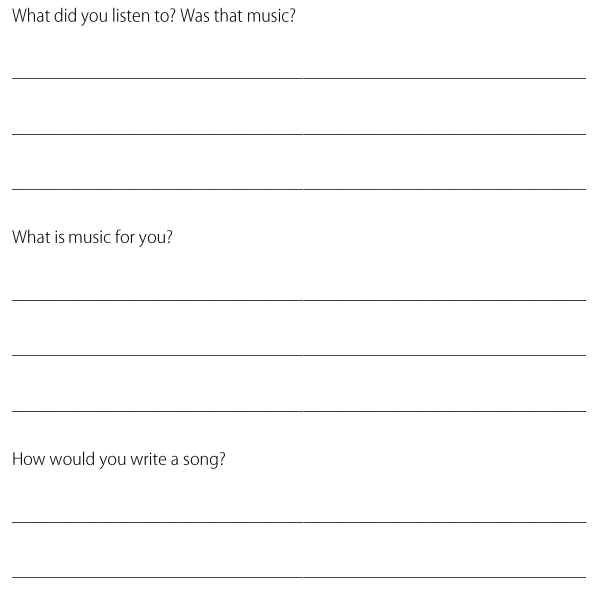 What did you listen to? Was that music?
What is music for you?
How would you write a song?